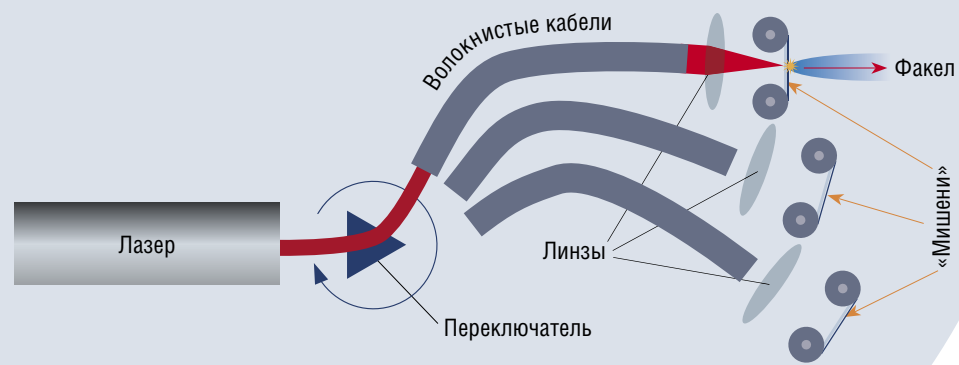 Волокнистые кабели
Факел
Лазер
Линзы
«Мишени»
Переключатель